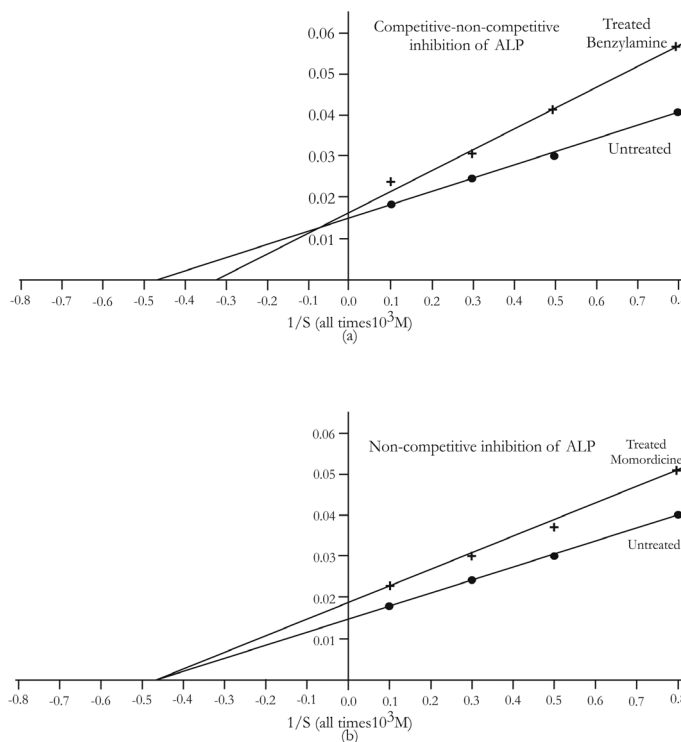 0.06
Competitive-non-competitive
inhibition of ALP
Treated
Benzylamine
0.05
0.04
0.03
Untreated
0.02
0.01
-0.8 -0.7 -0.6 -0.5 -0.4 -0.3 -0.2 -0.1 0.0 0.1 0.2 0.3 0.4 0.5 0.6 0.7
1/S (all times10³M)
(a)
0.06
Non-competitive inhibition of ALP
Treated
Momordicine
0.05
0.04
Untreated
0.03
0.02
0.01
-0.8 -0.7 -0.6 -0.5 -0.4 -0.3 -0.2 -0.1 0.0 0.1 0.2 0.3 0.4 0.5 0.6 0.7 0.8
1/S (all times10³M)
(b)